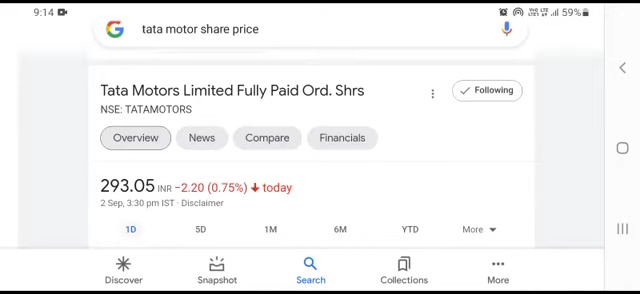 9:14 59%
tata motor share price
Tata Motors Limited Fully Paid Ord. Shrs
Following
NSE: TATAMOTORS
Overview News Compare Financials
293.05 INR −2.20 (0.75%) today
2 Sep, 3:30 pm IST · Disclaimer
1D 5D 1M 6M YTD More
Discover Snapshot Search Collections More